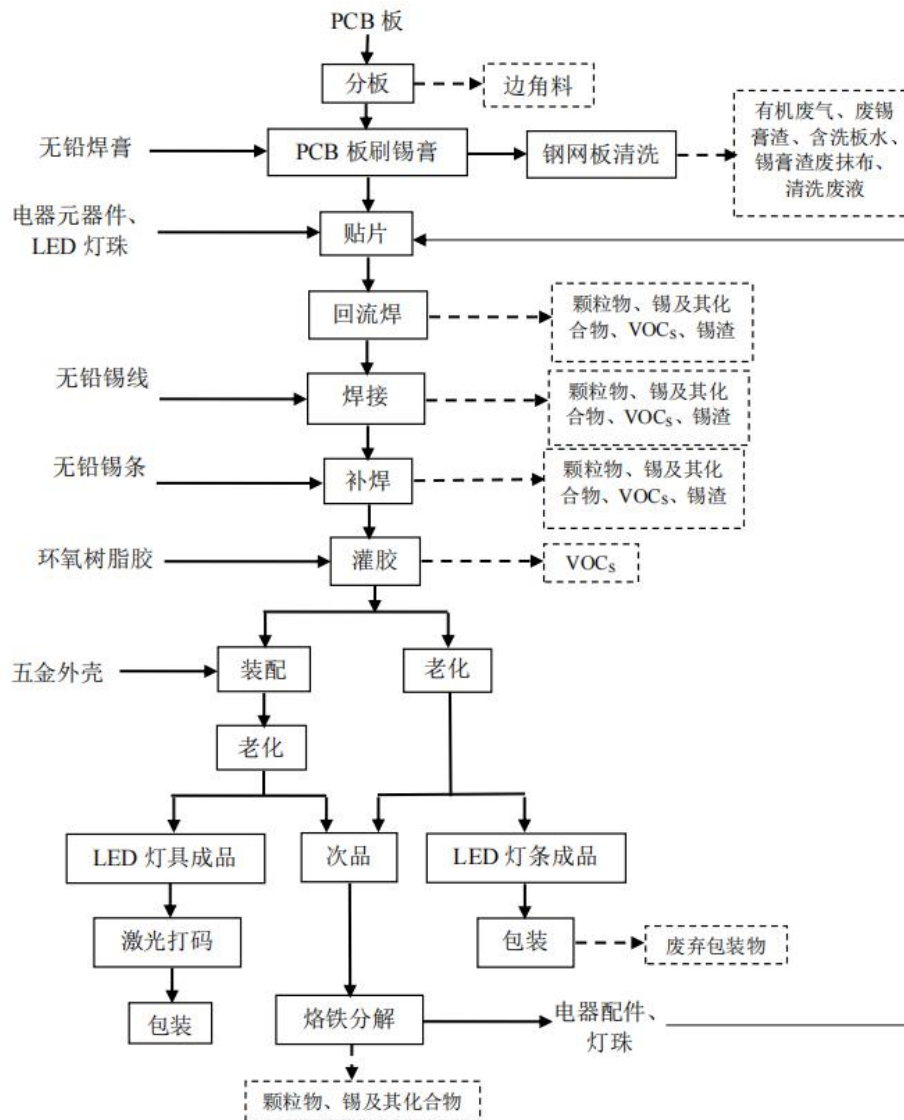 PCB 板
分板
边角料
无铅焊膏
PCB 板刷锡膏
钢网板清洗
有机废气、废锡
膏渣、含洗板水、
锡膏渣废抹布、
清洗废液
电器元器件、
LED 灯珠
贴片
回流焊
颗粒物、锡及其化
合物、VOCs、锡渣
无铅锡线
焊接
颗粒物、锡及其化
合物、VOCs、锡渣
无铅锡条
补焊
颗粒物、锡及其化
合物、VOCs、锡渣
环氧树脂胶
灌胶
VOCs
五金外壳
装配
老化
老化
LED 灯具成品
次品
LED 灯条成品
激光打码
包装
废弃包装物
包装
烙铁分解
电器配件、
灯珠
颗粒物、锡及其化合物